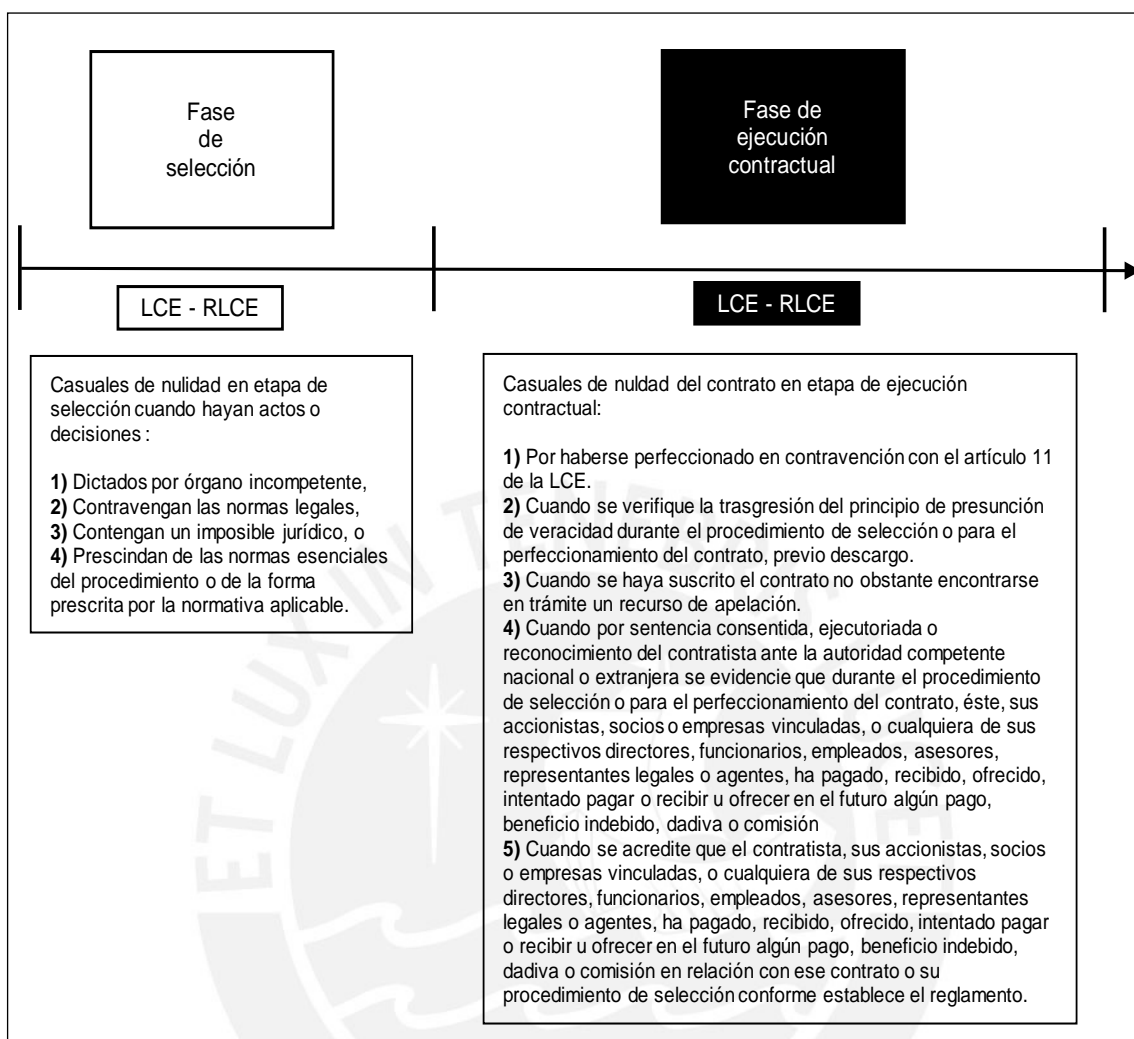 Fase
de
selección
Fase de
ejecución
contractual
LCE - RLCE
LCE - RLCE
Casuales de nulidad en etapa de
selección cuando hayan actos o
decisiones :
1) Dictados por órgano incompetente,
2) Contravengan las normas legales,
3) Contengan un imposible jurídico, o
4) Prescindan de las normas esenciales
del procedimiento o de la forma
prescrita por la normativa aplicable.
Casuales de nuldad del contrato en etapa de ejecución
contractual:
1) Por haberse perfeccionado en contravención con el artículo 11
de la LCE.
2) Cuando se verifique la trasgresión del principio de presunción
de veracidad durante el procedimiento de selección o para el
perfeccionamiento del contrato, previo descargo.
3) Cuando se haya suscrito el contrato no obstante encontrarse
en trámite un recurso de apelación.
4) Cuando por sentencia consentida, ejecutoriada o
reconocimiento del contratista ante la autoridad competente
nacional o extranjera se evidencie que durante el procedimiento
de selección o para el perfeccionamiento del contrato, éste, sus
accionistas, socios o empresas vinculadas, o cualquiera de sus
respectivos directores, funcionarios, empleados, asesores,
representantes legales o agentes, ha pagado, recibido, ofrecido,
intentado pagar o recibir u ofrecer en el futuro algún pago,
beneficio indebido, dadiva o comisión
5) Cuando se acredite que el contratista, sus accionistas, socios
o empresas vinculadas, o cualquiera de sus respectivos
directores, funcionarios, empleados, asesores, representantes
legales o agentes, ha pagado, recibido, ofrecido, intentado pagar
o recibir u ofrecer en el futuro algún pago, beneficio indebido,
dadiva o comisión en relación con ese contrato o su
procedimiento de selección conforme establece el reglamento.
ET LUX IN